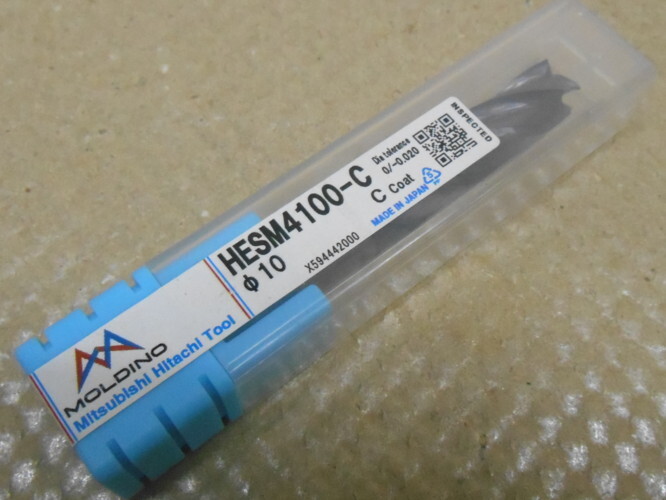 MOLDINO
Mitsubishi Hitachi Tool
HESM4100-C
Φ10
X594442000
Dia tolerance
0/-0.020
C Coat
MADE IN JAPAN
INSPECTED